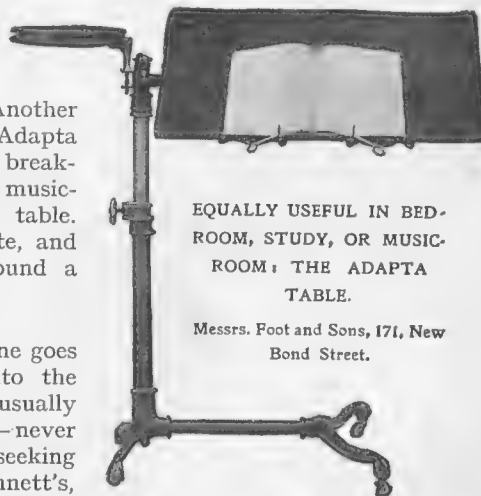 Another
Adapta
break-
music-
table.
te, and
ound a
ne goes
to the
usually
—never
seeking
nnett's,
EQUALLY USEFUL IN BED-
ROOM, STUDY, OR MUSIC-
ROOM: THE ADAPTA
TABLE.
Messrs. Foot and Sons, 171, New
Bond Street.